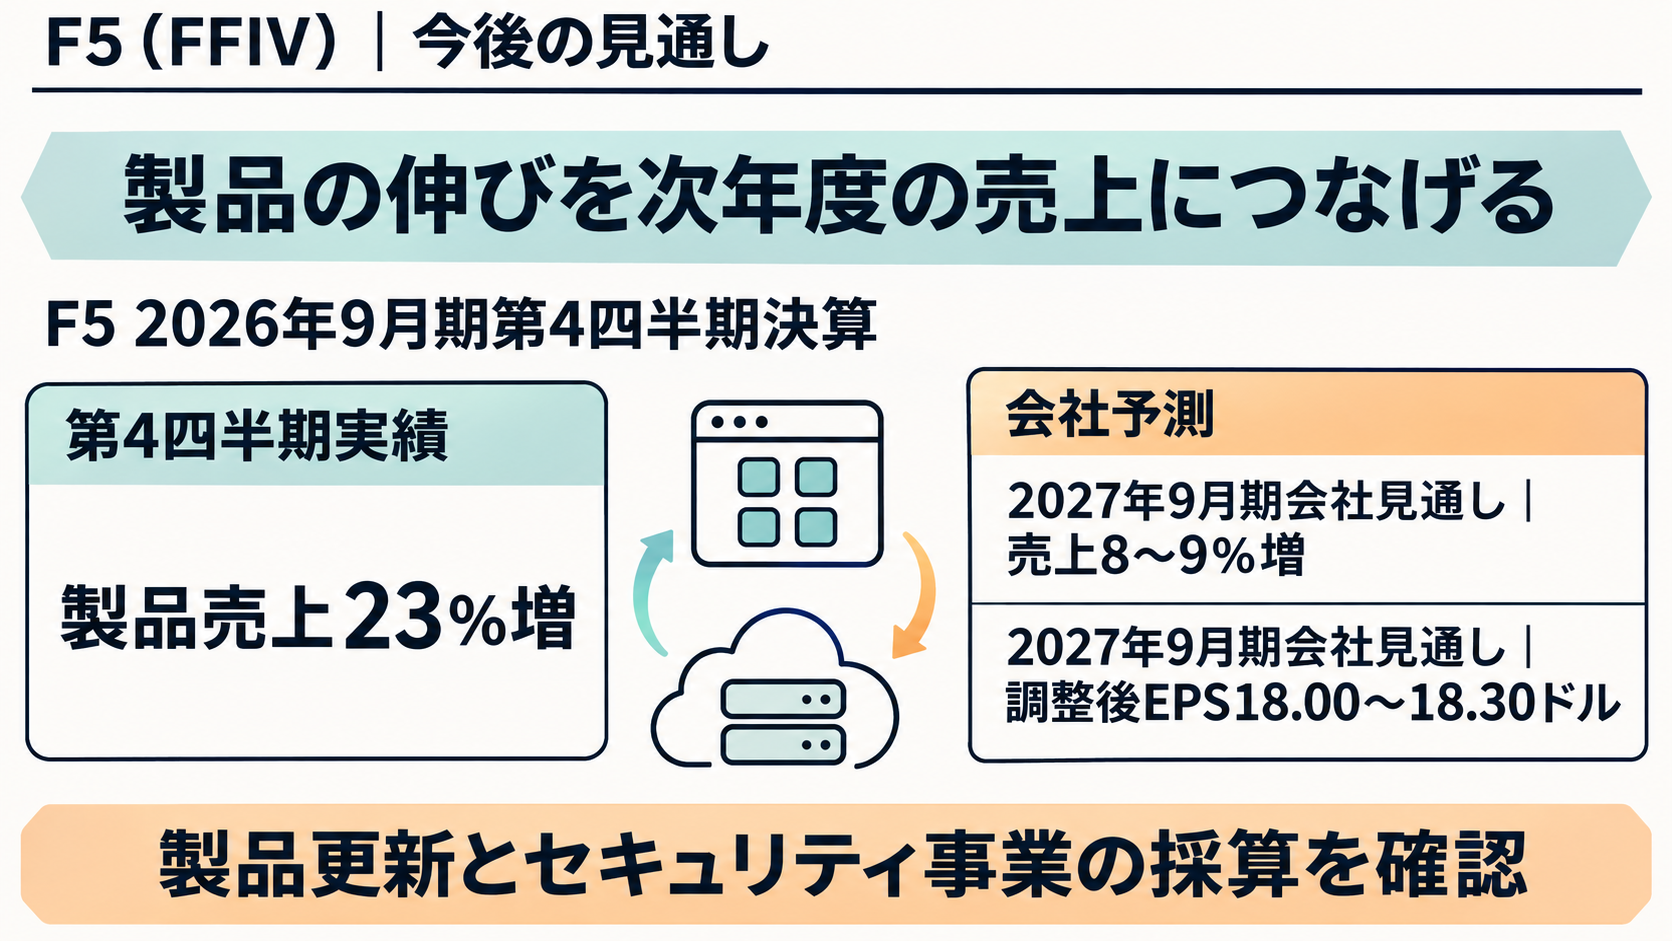 F5（FFIV）｜今後の見通し
製品の伸びを次年度の売上につなげる
F5 2026年9月期第4四半期決算
第4四半期実績
製品売上23%増
会社予測
2027年9月期会社見通し｜
売上8〜9%増
2027年9月期会社見通し｜
調整後EPS18.00〜18.30ドル
製品更新とセキュリティ事業の採算を確認